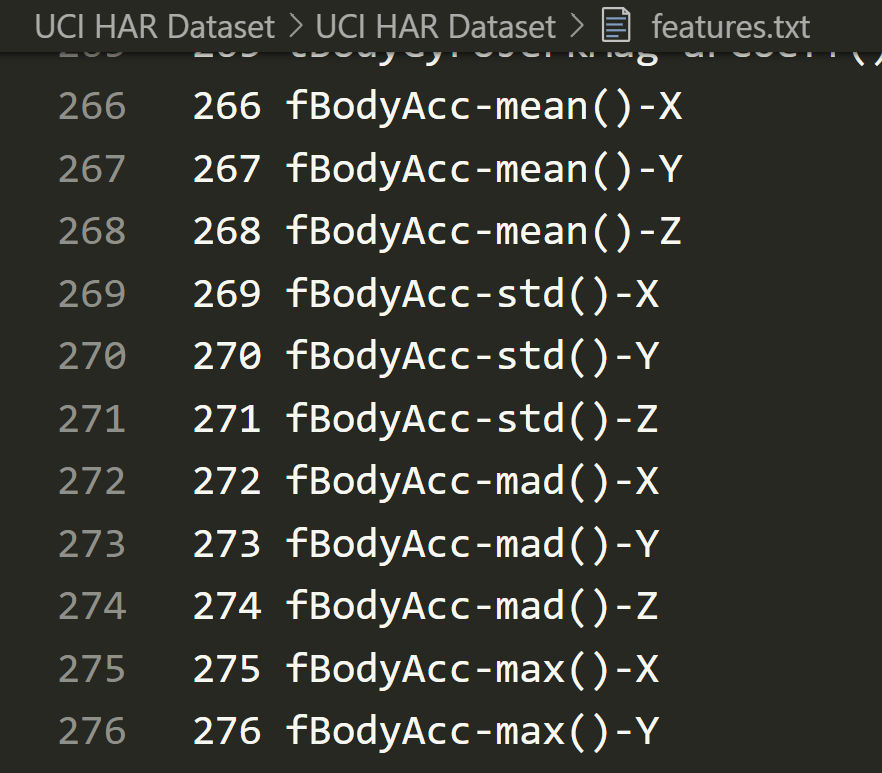 UCI HAR Dataset > UCI HAR Dataset > features.txt
266 266 fBodyAcc-mean()-X
267 267 fBodyAcc-mean()-Y
268 268 fBodyAcc-mean()-Z
269 269 fBodyAcc-std()-X
270 270 fBodyAcc-std()-Y
271 271 fBodyAcc-std()-Z
272 272 fBodyAcc-mad()-X
273 273 fBodyAcc-mad()-Y
274 274 fBodyAcc-mad()-Z
275 275 fBodyAcc-max()-X
276 276 fBodyAcc-max()-Y